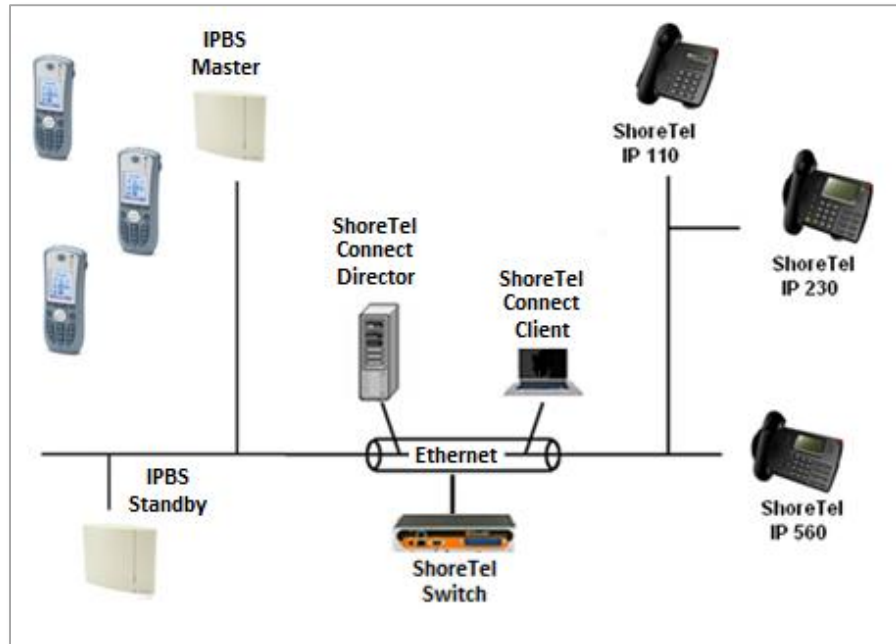 IPBS
Master
ShoreTel
IP 110
ShoreTel
IP 230
ShoreTel
Connect
Director
ShoreTel
Connect
Client
Ethernet
IPBS
Standby
ShoreTel
IP 560
ShoreTel
Switch